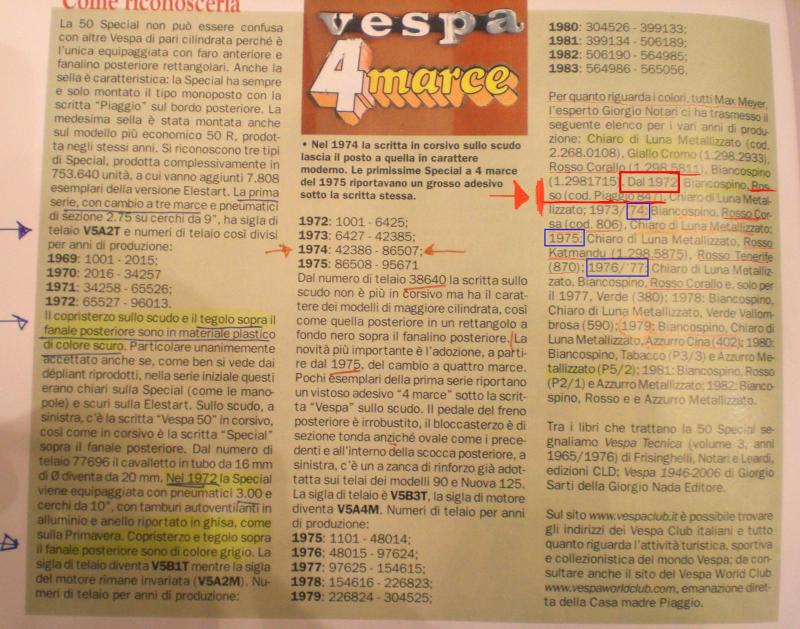 Come riconoscerla
La 50 Special non può essere confusa
con altre Vespa di pari cilindrata perché è
l'unica equipaggiata con faro anteriore e
fanalino posteriore rettangolari. Anche la
sella è caratteristica: la Special ha sempre
e solo montato il tipo monoposto con la
scritta "Piaggio" sul bordo posteriore. La
medesima sella è stata montata anche
sul modello più economico 50 R, prodot-
ta negli stessi anni. Si riconoscono tre tipi
di Special, prodotta complessivamente in
753.640 unità, a cui vanno aggiunti 7.808
esemplari della versione Elestart. La prima
serie, con cambio a tre marce e pneumatici
di sezione 2.75 su cerchi da 9", ha sigla di
telaio V5A2T e numeri di telaio così divisi
per anni di produzione:
1969: 1001 - 2015;
1970: 2016 - 34257
1971: 34258 - 65526;
1972: 65527 - 96013.
Il copristerzo sullo scudo e il tegolo sopra il
fanale posteriore sono in materiale plastico
di colore scuro. Particolare unanimemente
accettato anche se, come ben si vede dai
dépliant riprodotti, nella serie iniziale questi
erano chiari sulla Special (come le mano-
pole) e scuri sulla Elestart. Sullo scudo, a
sinistra, c'è la scritta "Vespa 50" in corsivo,
così come in corsivo è la scritta "Special"
sopra il fanale posteriore. Dal numero di
telaio 77696 il cavalletto in tubo da 16 mm
di Ø diventa da 20 mm. Nel 1972 la Special
viene equipaggiata con pneumatici 3.00 e
cerchi da 10", con tamburi autoventilanti in
alluminio e anello riportato in ghisa, come
sulla Primavera. Copristerzo e tegolo sopra
il fanale posteriore sono di colore grigio. La
sigla di telaio diventa V5B1T mentre la sigla
del motore rimane invariata (V5A2M). Nu-
meri di telaio per anni di produzione:
vespa
4 marce
• Nel 1974 la scritta in corsivo sullo scudo
lascia il posto a quella in carattere
moderno. Le primissime Special a 4 marce
del 1975 riportavano un grosso adesivo
sotto la scritta stessa.
1972: 1001 - 6425;
1973: 6427 - 42385;
1974: 42386 - 86507;
1975: 86508 - 95671
Dal numero di telaio 38640 la scritta sullo
scudo non è più in corsivo ma ha il carat-
tere dei modelli di maggiore cilindrata, così
come quella posteriore in un rettangolo a
fondo nero sopra il fanalino posteriore. La
novità più importante è l'adozione, a parti-
re dal 1975, del cambio a quattro marce.
Pochi esemplari della prima serie riportano
un vistoso adesivo "4 marce" sotto la scrit-
ta "Vespa" sullo scudo. Il pedale del freno
posteriore è irrobustito, il bloccasterzo è di
sezione tonda anziché ovale come i prece-
denti e all'interno della scocca posteriore, a
sinistra, c'è un a zanca di rinforzo già adot-
tata sui telai dei modelli 90 e Nuova 125.
La sigla di telaio è V5B3T, la sigla di motore
diventa V5A4M. Numeri di telaio per anni
di produzione:
1975: 1101 - 48014;
1976: 48015 - 97624;
1977: 97625 - 154615;
1978: 154616 - 226823;
1979: 226824 - 304525;
1980: 304526 - 399133;
1981: 399134 - 506189;
1982: 506190 - 564985;
1983: 564986 - 565056.
Per quanto riguarda i colori, tutti Max Meyer,
l'esperto Giorgio Notari ci ha trasmesso il
seguente elenco per i vari anni di produ-
zione: Chiaro di Luna Metallizzato (cod.
2.268.0108), Giallo Cromo (1.298.2933),
Rosso Corallo (1.298.5811), Biancospino
(1.2981715). Dal 1972 Biancospino, Ros-
so (cod. Piaggio 847), Chiaro di Luna Metal-
lizzato; 1973/'74: Biancospino, Rosso Cor-
sa (cod. 806), Chiaro di Luna Metallizzato;
1975: Chiaro di Luna Metallizzato, Rosso
Katmandu (1.298.5875), Rosso Tenerife
(870); 1976/'77: Chiaro di Luna Metalliz-
zato, Biancospino, Rosso Corallo e, solo per
il 1977, Verde (380); 1978: Biancospino,
Chiaro di Luna Metallizzato, Verde Vallom-
brosa (590); 1979: Biancospino, Chiaro di
Luna Metallizzato, Azzurro Cina (402); 1980:
Biancospino, Tabacco (P3/3) e Azzurro Me-
tallizzato (P5/2); 1981: Biancospino, Rosso
(P2/1) e Azzurro Metallizzato; 1982: Bianco-
spino, Rosso e e Azzurro Metallizzato.
Tra i libri che trattano la 50 Special se-
gnaliamo Vespa Tecnica (volume 3, anni
1965/1976) di Frisinghelli, Notari e Leardi,
edizioni CLD; Vespa 1946-2006 di Giorgio
Sarti della Giorgio Nada Editore.
Sul sito www.vespaclub.it è possibile trovare
gli indirizzi dei Vespa Club italiani e tutto
quanto riguarda l'attività turistica, sportiva
e collezionistica del mondo Vespa; da con-
sultare anche il sito del Vespa World Club
www.vespaworldclub.com, emanazione diret-
ta della Casa madre Piaggio.